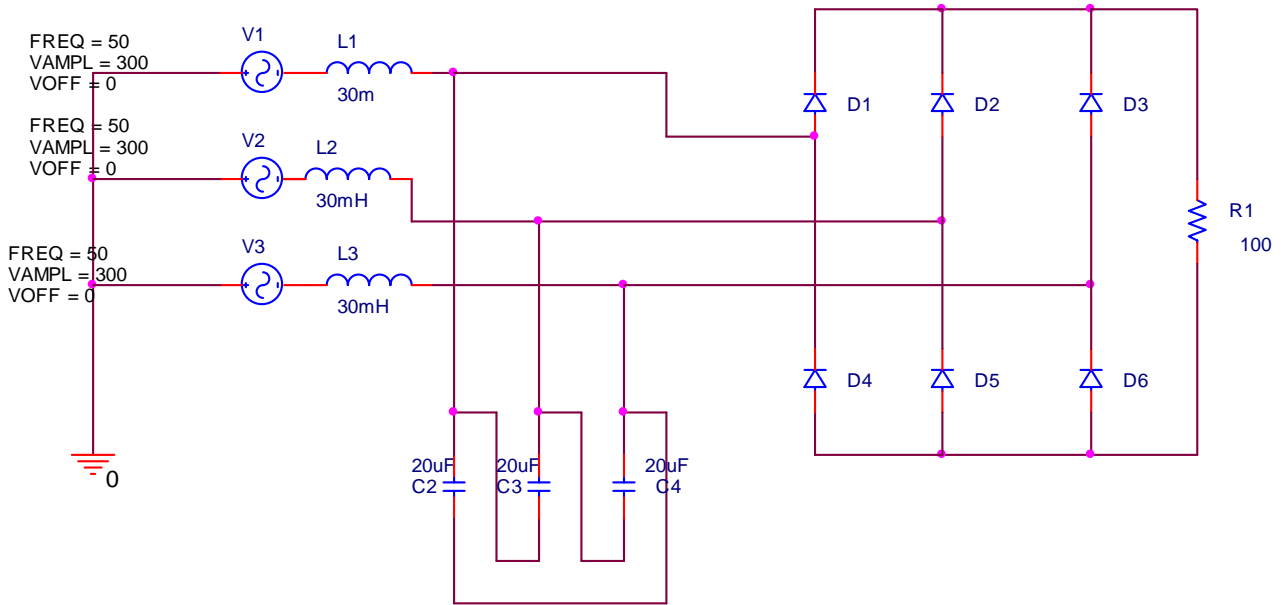 FREQ = 50
VAMPL = 300
VOFF = 0
V1
L1
30m
FREQ = 50
VAMPL = 300
VOFF = 0
V2
L2
30mH
FREQ = 50
VAMPL = 300
VOFF = 0
V3
L3
30mH
D1
D2
D3
R1
100
D4
D5
D6
0
20uF
C2
20uF
C3
20uF
C4